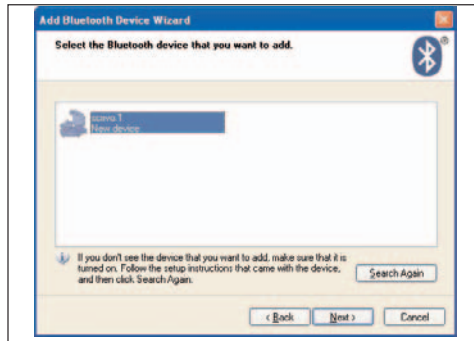 Add Bluetooth Device Wizard
Select the Bluetooth device that you want to add.
®
New device
If you don't see the device that you want to add, make sure that it is
turned on. Follow the setup instructions that came with the device,
and then click Search Again.
Search Again
< Back
Next >
Cancel